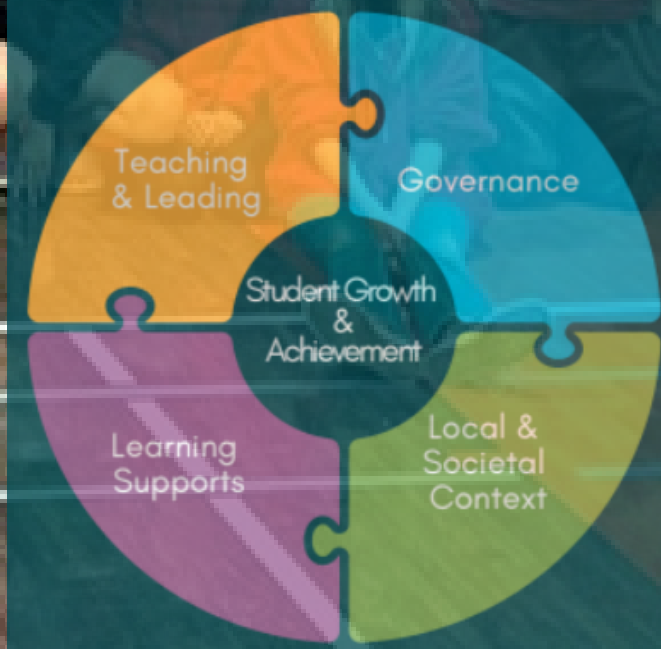 Teaching
& Leading
Governance
Student Growth
&
Achievement
Learning
Supports
Local &
Societal
Context